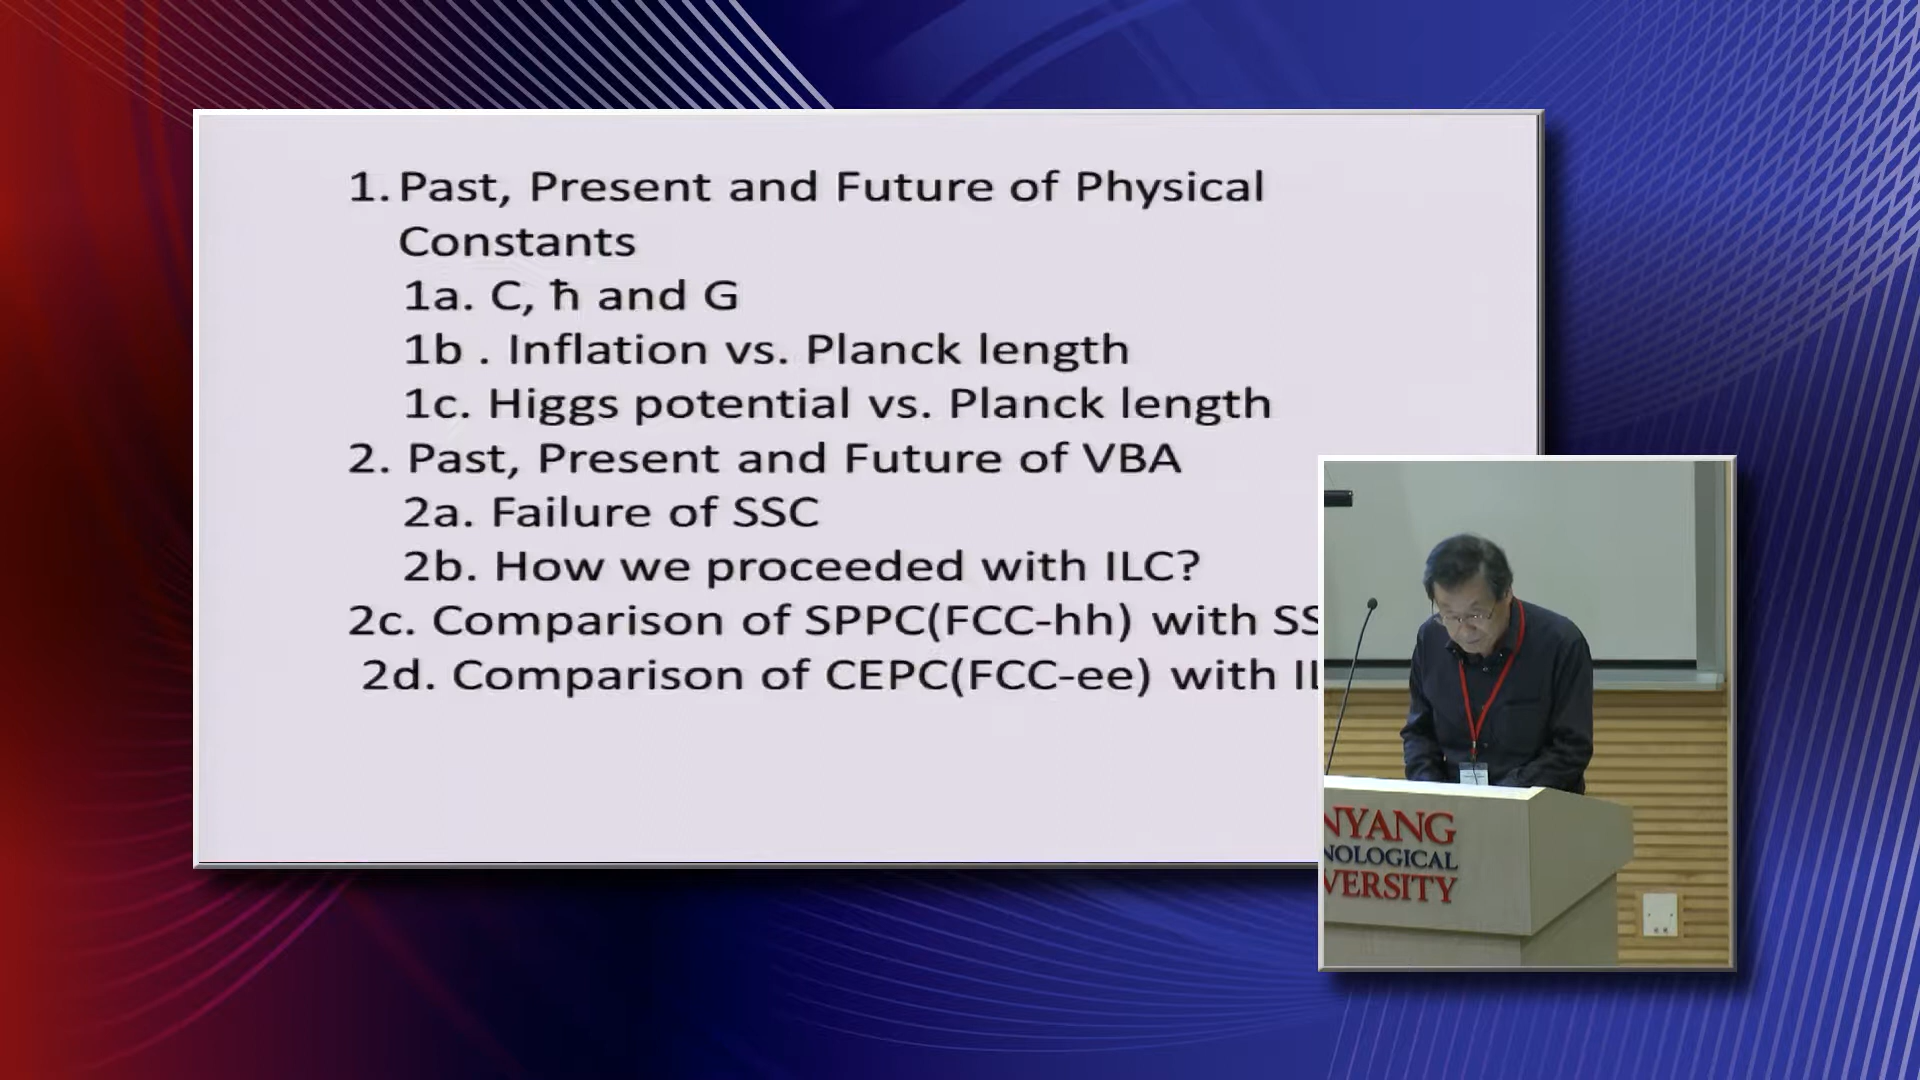 1. Past, Present and Future of Physical
Constants
1a. C, ħ and G
1b . Inflation vs. Planck length
1c. Higgs potential vs. Planck length
2. Past, Present and Future of VBA
2a. Failure of SSC
2b. How we proceeded with ILC?
2c. Comparison of SPPC(FCC-hh) with
2d. Comparison of CEPC(FCC-ee) with
NYANG
NOLOGICAL
VERSITY